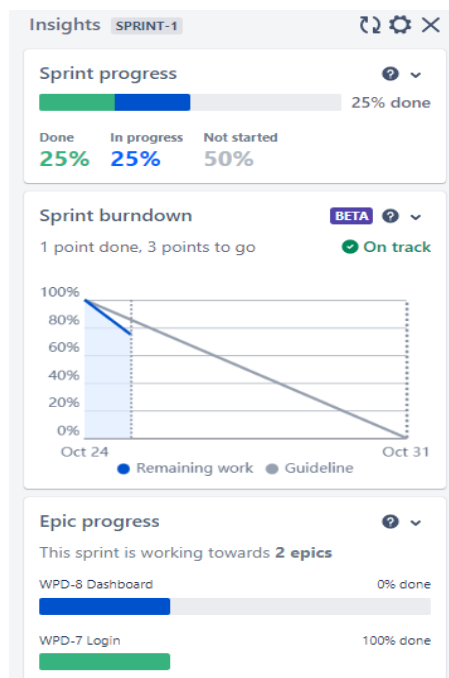 Insights SPRINT-1
Sprint progress
25% done
Done In progress Not started
25% 25% 50%
Sprint burndown BETA
1 point done, 3 points to go On track
100%
80%
60%
40%
20%
0%
Oct 24 Oct 31
Remaining work Guideline
Epic progress
This sprint is working towards 2 epics
WPD-8 Dashboard 0% done
WPD-7 Login 100% done